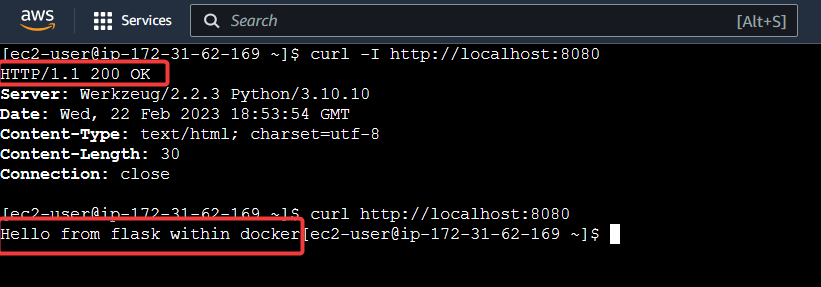 aws Services Search [Alt+S]
[ec2-user@ip-172-31-62-169 ~]$ curl -I http://localhost:8080
HTTP/1.1 200 OK
Server: Werkzeug/2.2.3 Python/3.10.10
Date: Wed, 22 Feb 2023 18:53:54 GMT
Content-Type: text/html; charset=utf-8
Content-Length: 30
Connection: close
[ec2-user@ip-172-31-62-169 ~]$ curl http://localhost:8080
Hello from flask within docker[ec2-user@ip-172-31-62-169 ~]$